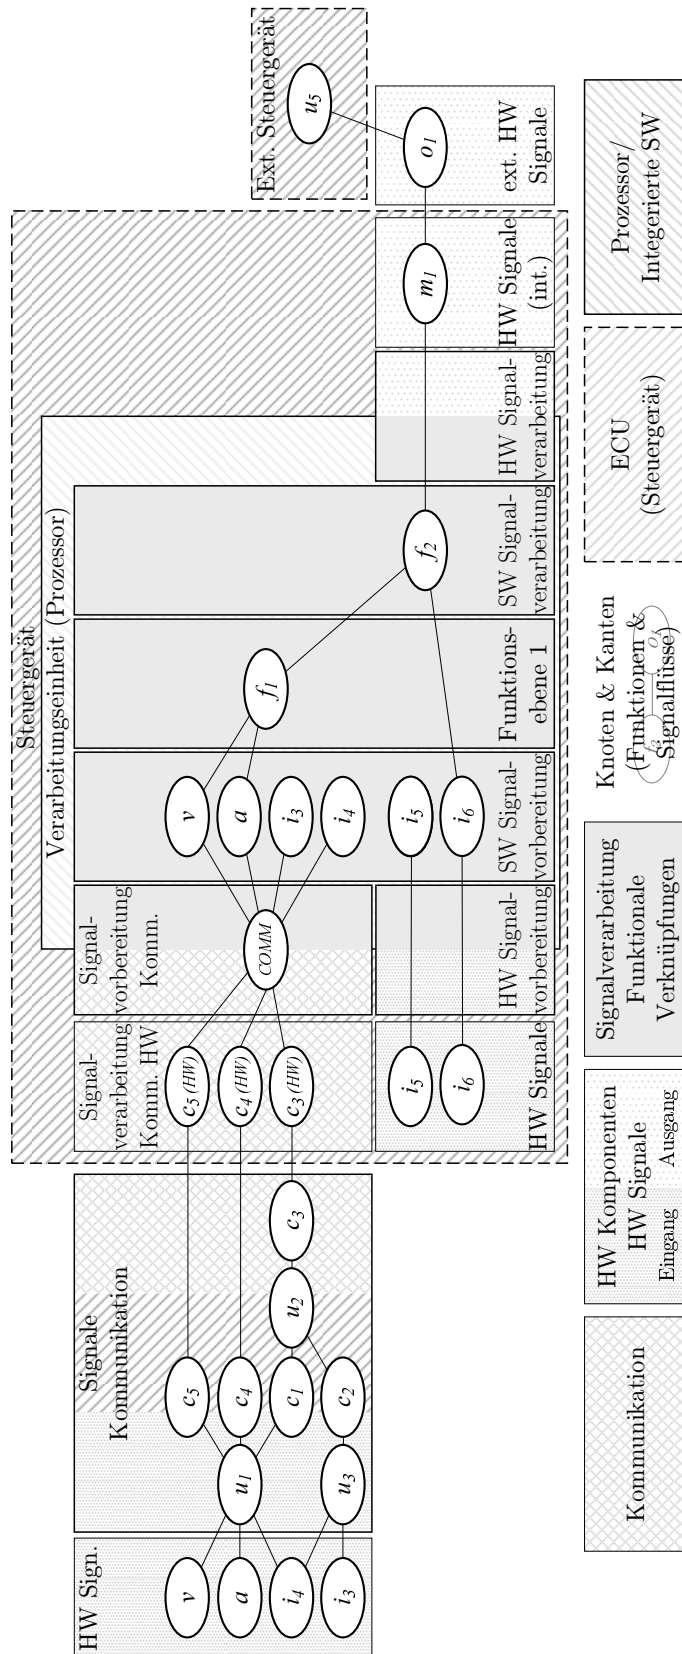 Steuergerät
Verarbeitungseinheit (Prozessor)
Ext. Steuergerät
HW Sign.
Signale
Kommunikation
Signal-
verarbeitung
Komm. HW
Signal-
vorbereitung
Komm.
v
a
i4
i3
u1
u3
c5
c4
c1
c2
u2
c3
c5 (HW)
c4 (HW)
c3 (HW)
COMM
v
a
i3
i4
i5
i6
i5
i6
f1
f2
m1
o1
u5
HW Signale
HW Signal-
vorbereitung
SW Signal-
vorbereitung
Funktions-
ebene 1
SW Signal-
verarbeitung
HW Signal-
verarbeitung
HW Signale
(int.)
ext. HW
Signale
Kommunikation
HW Komponenten
HW Signale
Eingang
Ausgang
Signalverarbeitung
Funktionale
Verknüpfungen
Knoten & Kanten
(Funktionen &
Signalflüsse)
f2
o1
ECU
(Steuergerät)
Prozessor/
Integrierte SW